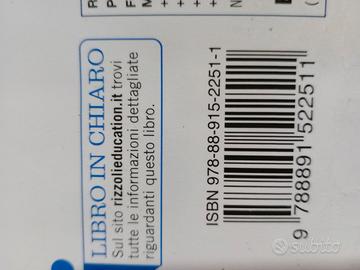 LIBRO IN CHIARO
Sul sito rizzolieducation.it trovi
tutte le informazioni dettagliate
riguardanti questo libro.
ISBN 978-88-915-2251-1
9 788891 522511
subito